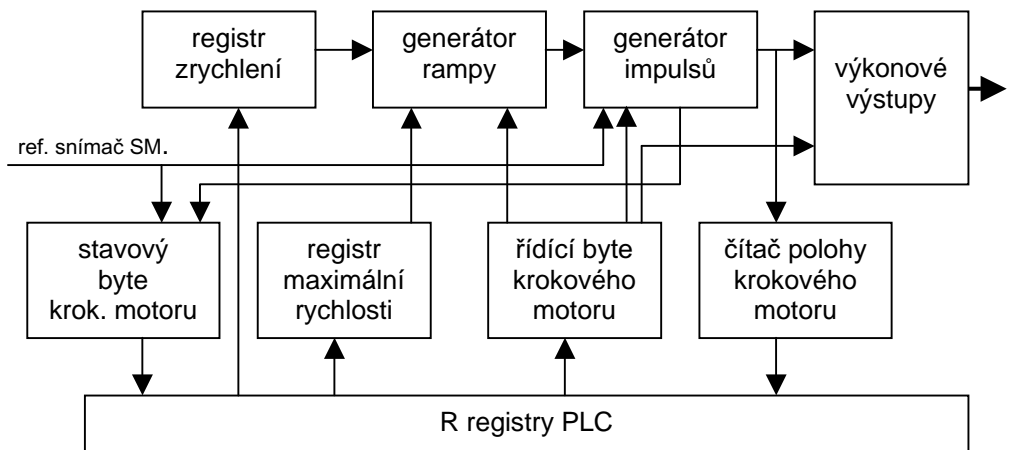 registr
zrychlení
generátor
rampy
generátor
impulsů
výkonové
výstupy
ref. snímač SM.
stavový
byte
krok. motoru
registr
maximální
rychlosti
řídící byte
krokového
motoru
čítač polohy
krokového
motoru
R registry PLC